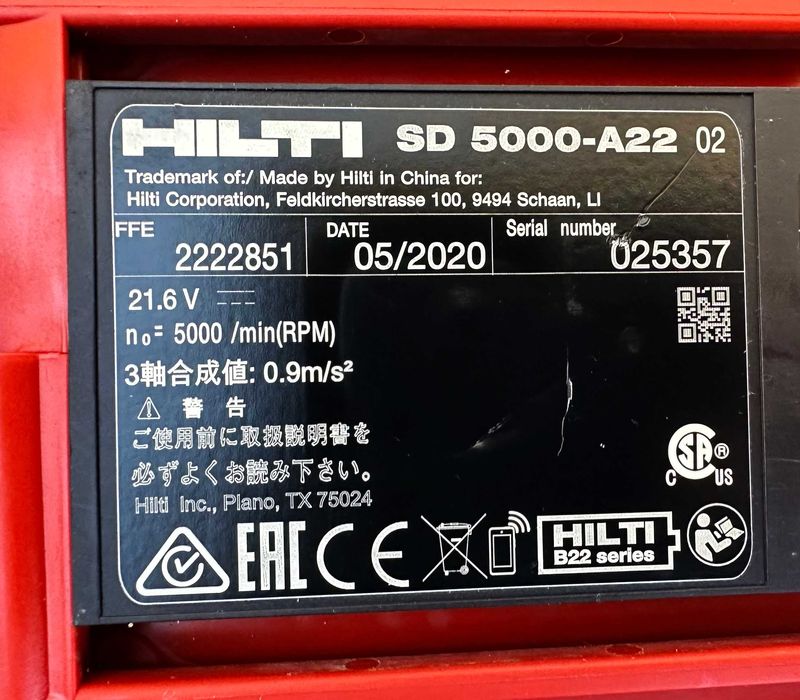 HILTI SD 5000-A22 02
Trademark of:/ Made by Hilti in China for:
Hilti Corporation, Feldkircherstrasse 100, 9494 Schaan, LI
FFE DATE Serial number
2222851 05/2020 025357
21.6 V
n₀= 5000 /min(RPM)
3軸合成値: 0.9m/s²
警 告
ご使用前に取扱説明書を
必ずよくお読み下さい。
Hilti Inc., Plano, TX 75024
C SA ® US
EAC CE HILTI
B22 series